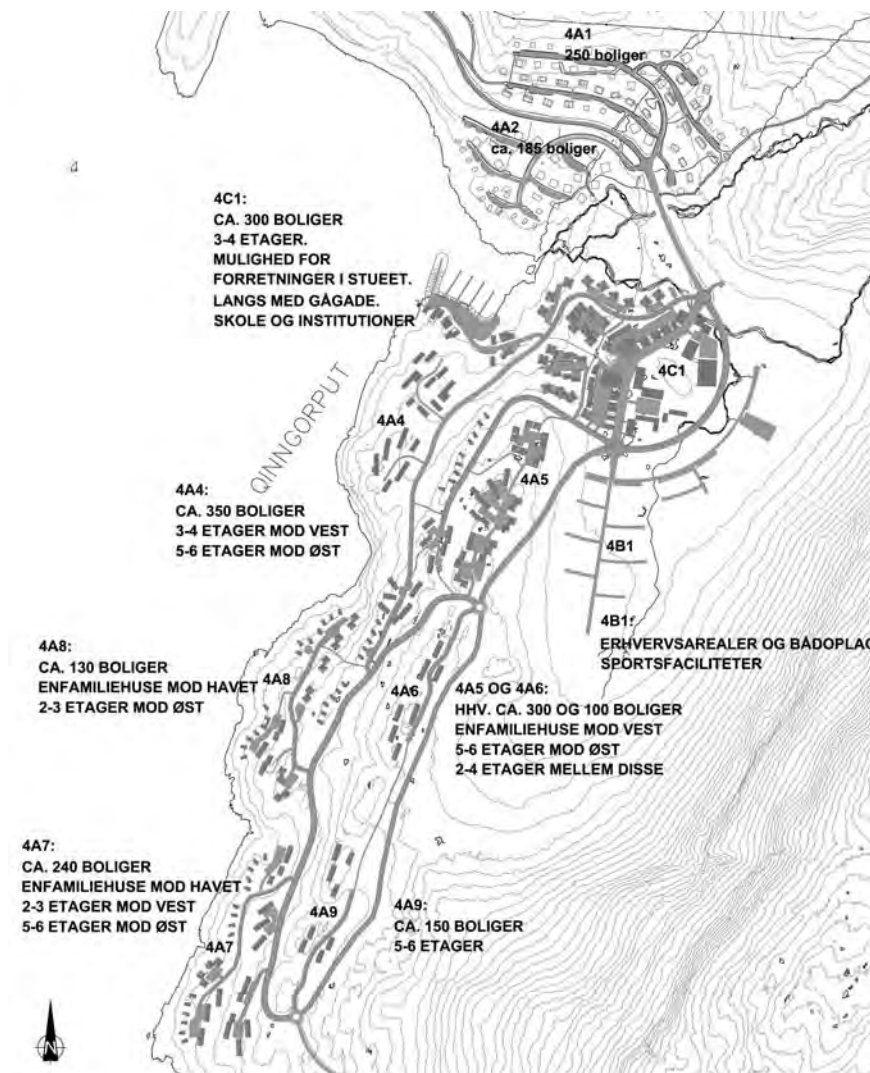 4A1
250 boliger
4A2
ca. 185 boliger
4C1:
CA. 300 BOLIGER
3-4 ETAGER.
MULIGHED FOR
FORRETNINGER I STUEET.
LANGS MED GÅGADE.
SKOLE OG INSTITUTIONER
4C1
QINNGORPUT
4A4
4A5
4A4:
CA. 350 BOLIGER
3-4 ETAGER MOD VEST
5-6 ETAGER MOD ØST
4B1
4B1:
ERHVERVSAREALER OG BÅDOPLAG
SPORTSFACILITETER
4A8:
CA. 130 BOLIGER
ENFAMILIEHUSE MOD HAVET
2-3 ETAGER MOD ØST
4A8
4A6
4A5 OG 4A6:
HHV. CA. 300 OG 100 BOLIGER
ENFAMILIEHUSE MOD VEST
5-6 ETAGER MOD ØST
2-4 ETAGER MELLEM DISSE
4A7:
CA. 240 BOLIGER
ENFAMILIEHUSE MOD HAVET
2-3 ETAGER MOD VEST
5-6 ETAGER MOD ØST
4A9
4A9:
CA. 150 BOLIGER
5-6 ETAGER
4A7
N